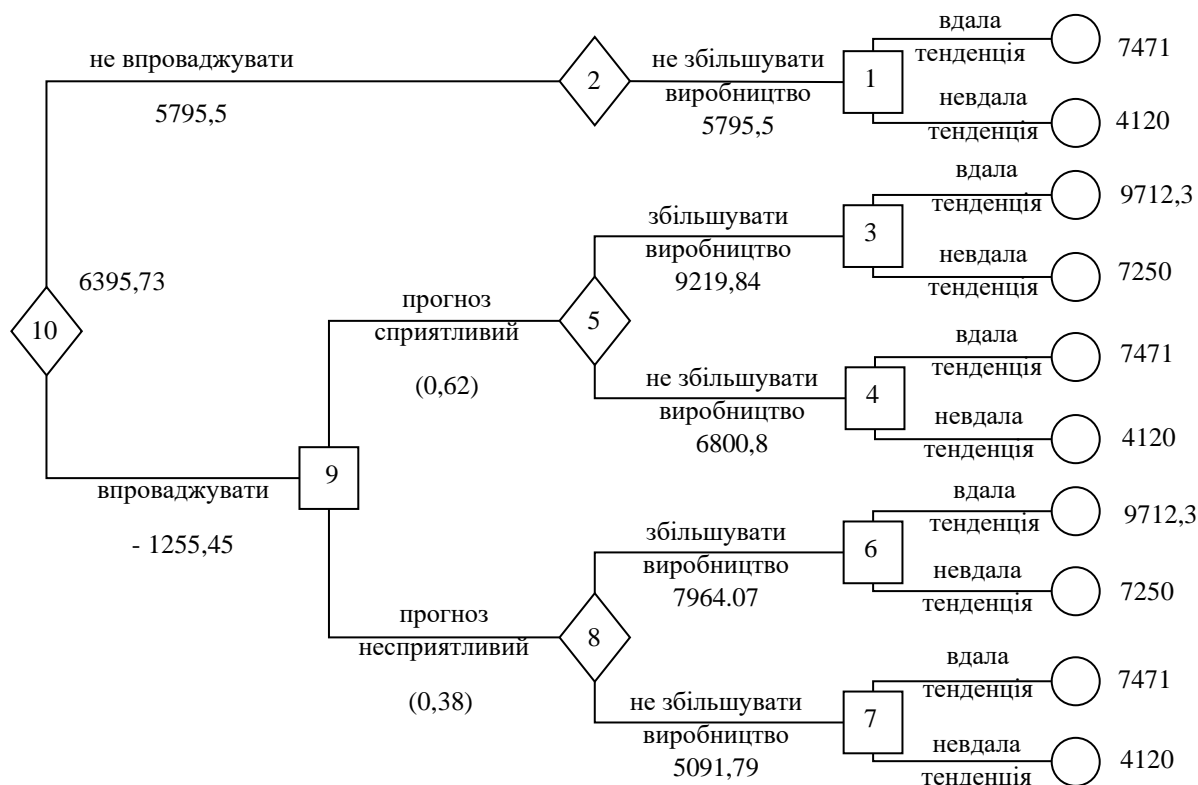 вдала
тенденція
7471
не впроваджувати
5795,5
2
не збільшувати
виробництво
5795,5
1
невдала
тенденція
4120
вдала
тенденція
9712,3
збільшувати
виробництво
9219,84
3
невдала
тенденція
7250
6395,73
10
прогноз
сприятливий
(0,62)
5
вдала
тенденція
7471
не збільшувати
виробництво
6800,8
4
невдала
тенденція
4120
впроваджувати
- 1255,45
9
вдала
тенденція
9712,3
збільшувати
виробництво
7964.07
6
невдала
тенденція
7250
прогноз
несприятливий
(0,38)
8
вдала
тенденція
7471
не збільшувати
виробництво
5091,79
7
невдала
тенденція
4120